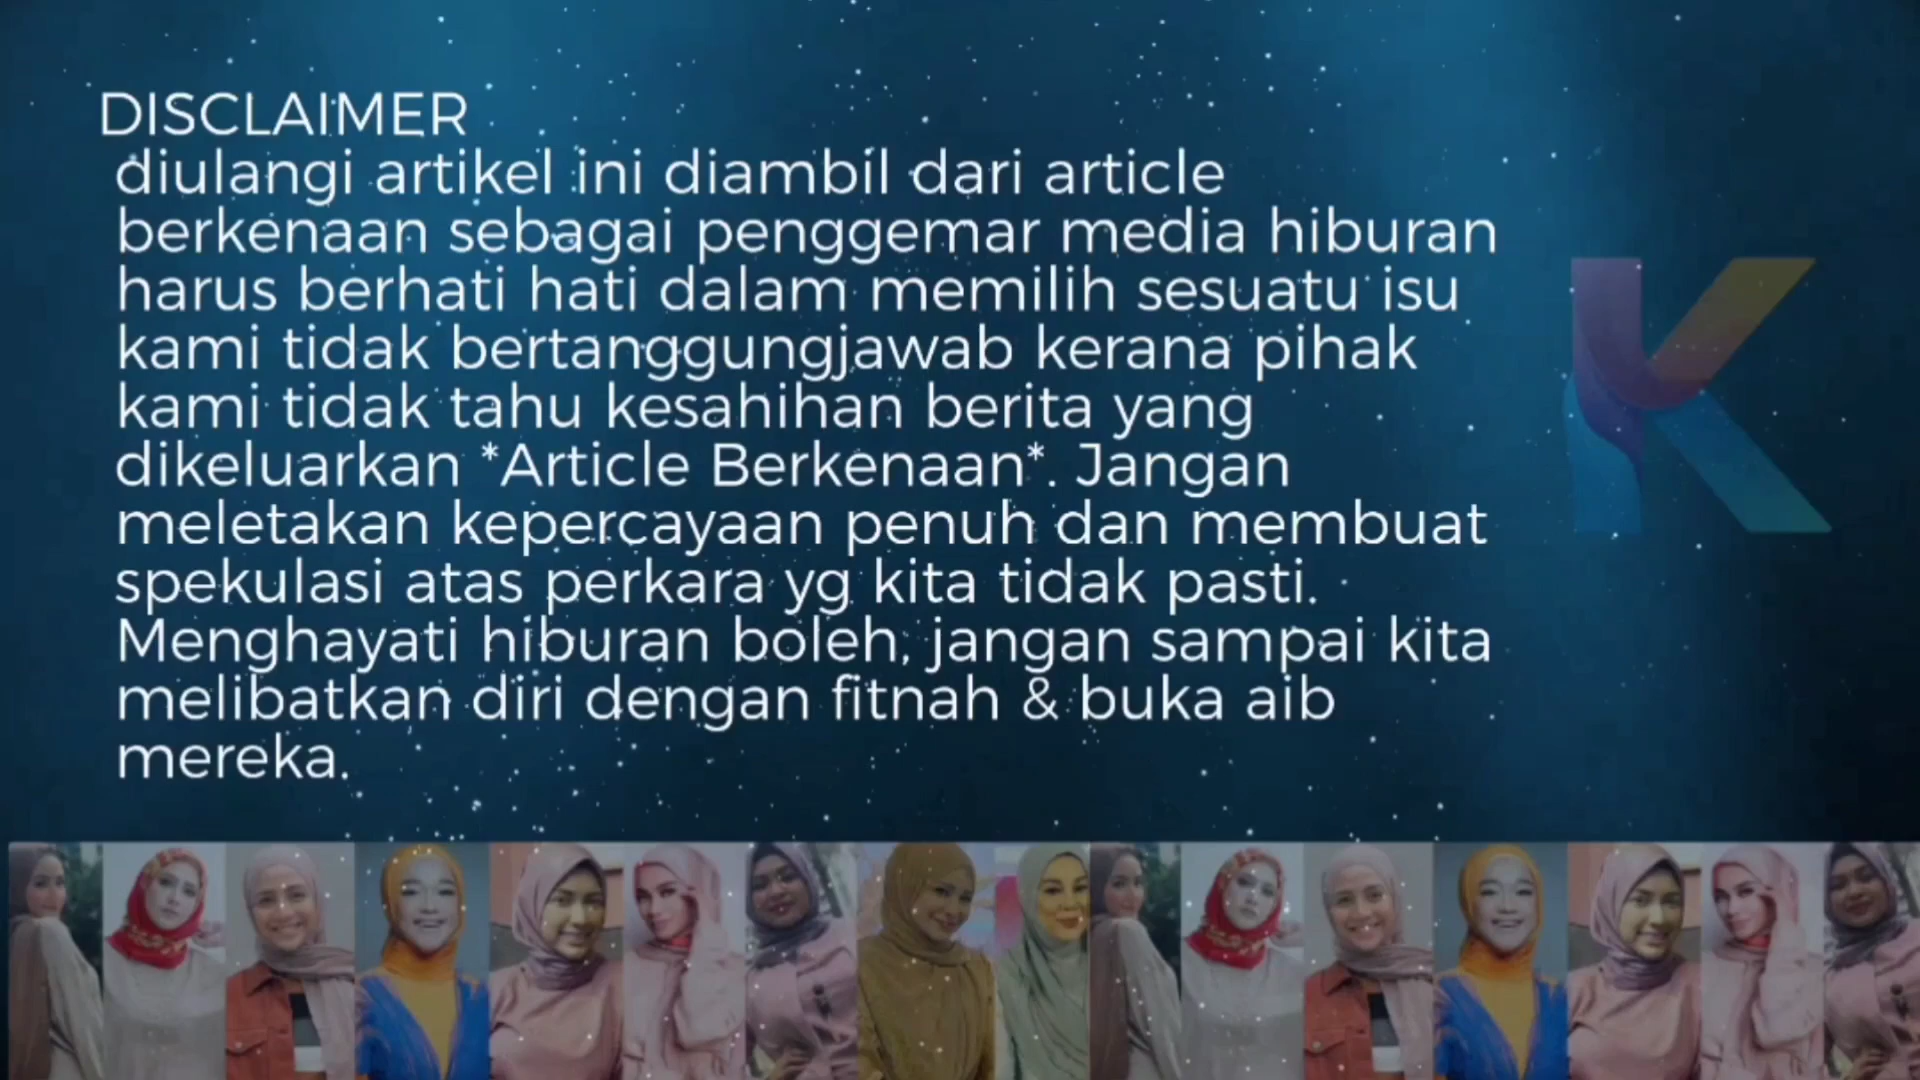 DISCLAIMER
diulangi artikel ini diambil dari article
berkenaan sebagai penggemar media hiburan
harus berhati hati dalam memilih sesuatu isu
kami tidak bertanggungjawab kerana pihak
kami tidak tahu kesahihan berita yang
dikeluarkan *Article Berkenaan*. Jangan
meletakan kepercayaan penuh dan membuat
spekulasi atas perkara yg kita tidak pasti.
Menghayati hiburan boleh, jangan sampai kita
melibatkan diri dengan fitnah & buka aib
mereka.
K